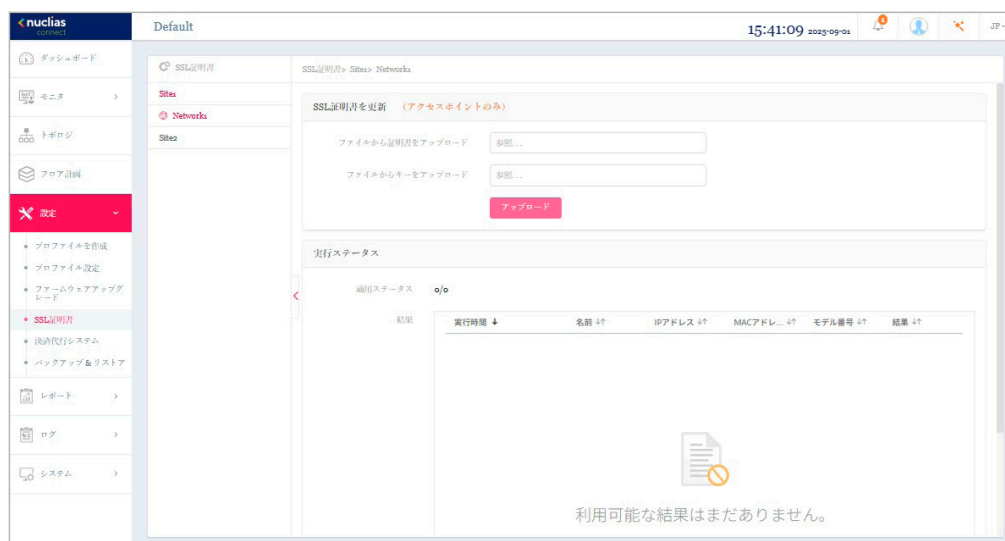 nuclias
connect
Default
15:41:09 2025-09-01
JP
ダッシュボード
モニタ
トポロジ
フロア計画
設定
プロファイルを作成
プロファイル設定
ファームウェアアップグ
レード
SSL証明書
決済代行システム
バックアップ&リストア
レポート
ログ
システム
SSL証明書
Site1
Network1
Site2
SSL証明書> Site1> Network1
SSL証明書を更新 (アクセスポイントのみ)
ファイルから証明書をアップロード 参照...
ファイルからキーをアップロード 参照...
アップロード
実行ステータス
適用ステータス 0/0
結果
実行時間 ↓ 名前 ↓↑ IPアドレス ↓↑ MACアドレ... ↓↑ モデル番号 ↓↑ 結果 ↓↑
利用可能な結果はまだありません。